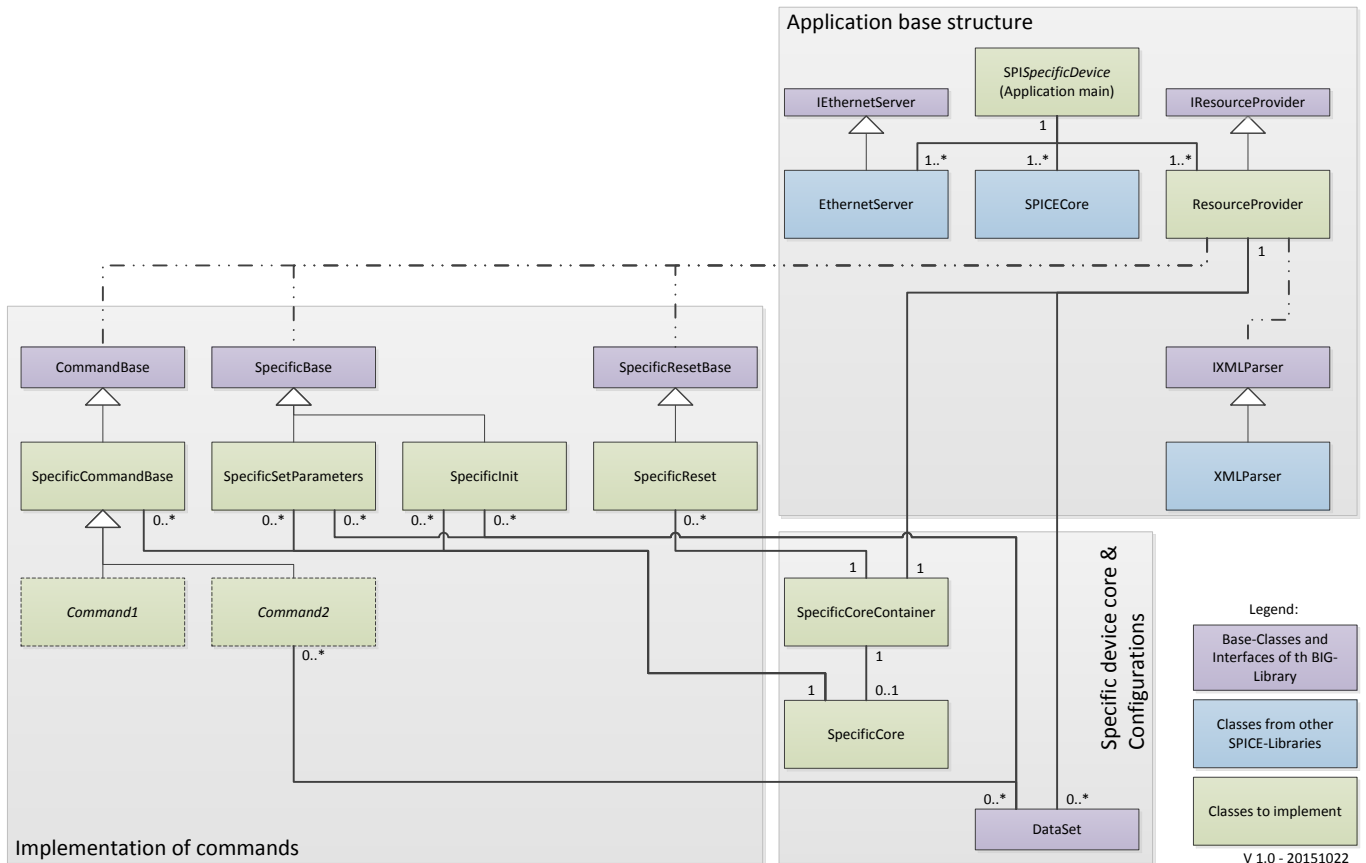 Application base structure
SPISpecificDevice
(Application main)
IEthernetServer
IResourceProvider
1
1..*
1..*
1..*
EthernetServer
SPICECore
ResourceProvider
1
CommandBase
SpecificBase
SpecificResetBase
IXMLParser
SpecificCommandBase
SpecificSetParameters
SpecificInit
SpecificReset
XMLParser
0..*
0..*
0..*
0..*
0..*
0..*
Specific device core &
Configurations
1
1
Command1
Command2
SpecificCoreContainer
0..*
1
1
0..1
SpecificCore
0..*
0..*
DataSet
Legend:
Base-Classes and
Interfaces of th BIG-
Library
Classes from other
SPICE-Libraries
Classes to implement
Implementation of commands
V 1.0 - 20151022